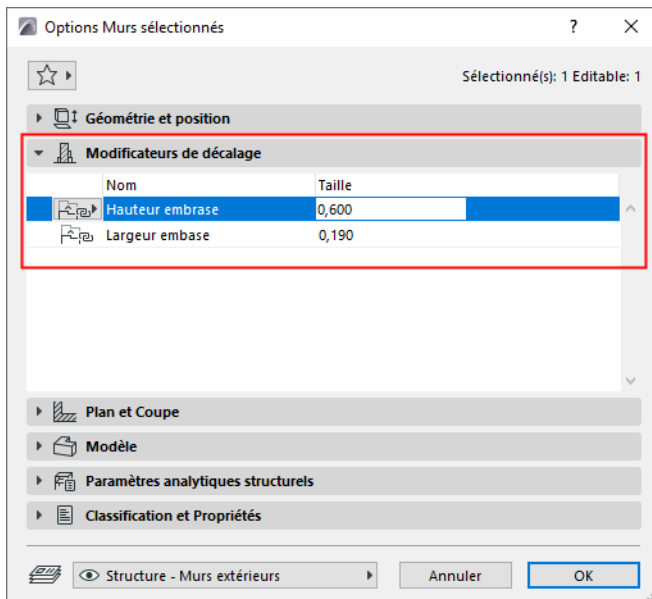 Options Murs sélectionnés
Sélectionné(s): 1 Editable: 1
Géométrie et position
Modificateurs de décalage
Nom Taille
Hauteur embrase 0,600
Largeur embase 0,190
Plan et Coupe
Modèle
Paramètres analytiques structurels
Classification et Propriétés
Structure - Murs extérieurs Annuler OK